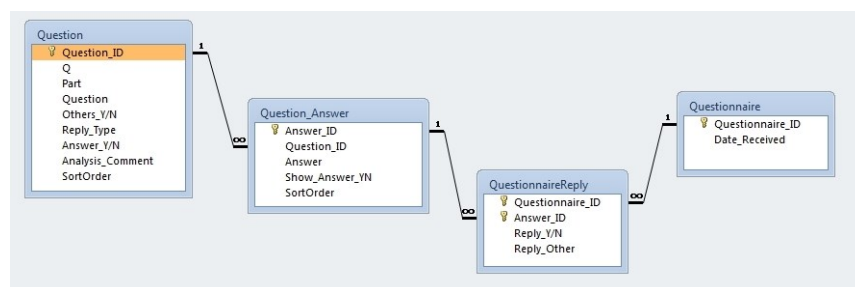 Question
Question_ID
Q
Part
Question
Others_Y/N
Reply_Type
Answer_Y/N
Analysis_Comment
SortOrder
1
∞
Question_Answer
Answer_ID
Question_ID
Answer
Show_Answer_YN
SortOrder
1
∞
QuestionnaireReply
Questionnaire_ID
Answer_ID
Reply_Y/N
Reply_Other
∞
1
Questionnaire
Questionnaire_ID
Date_Received